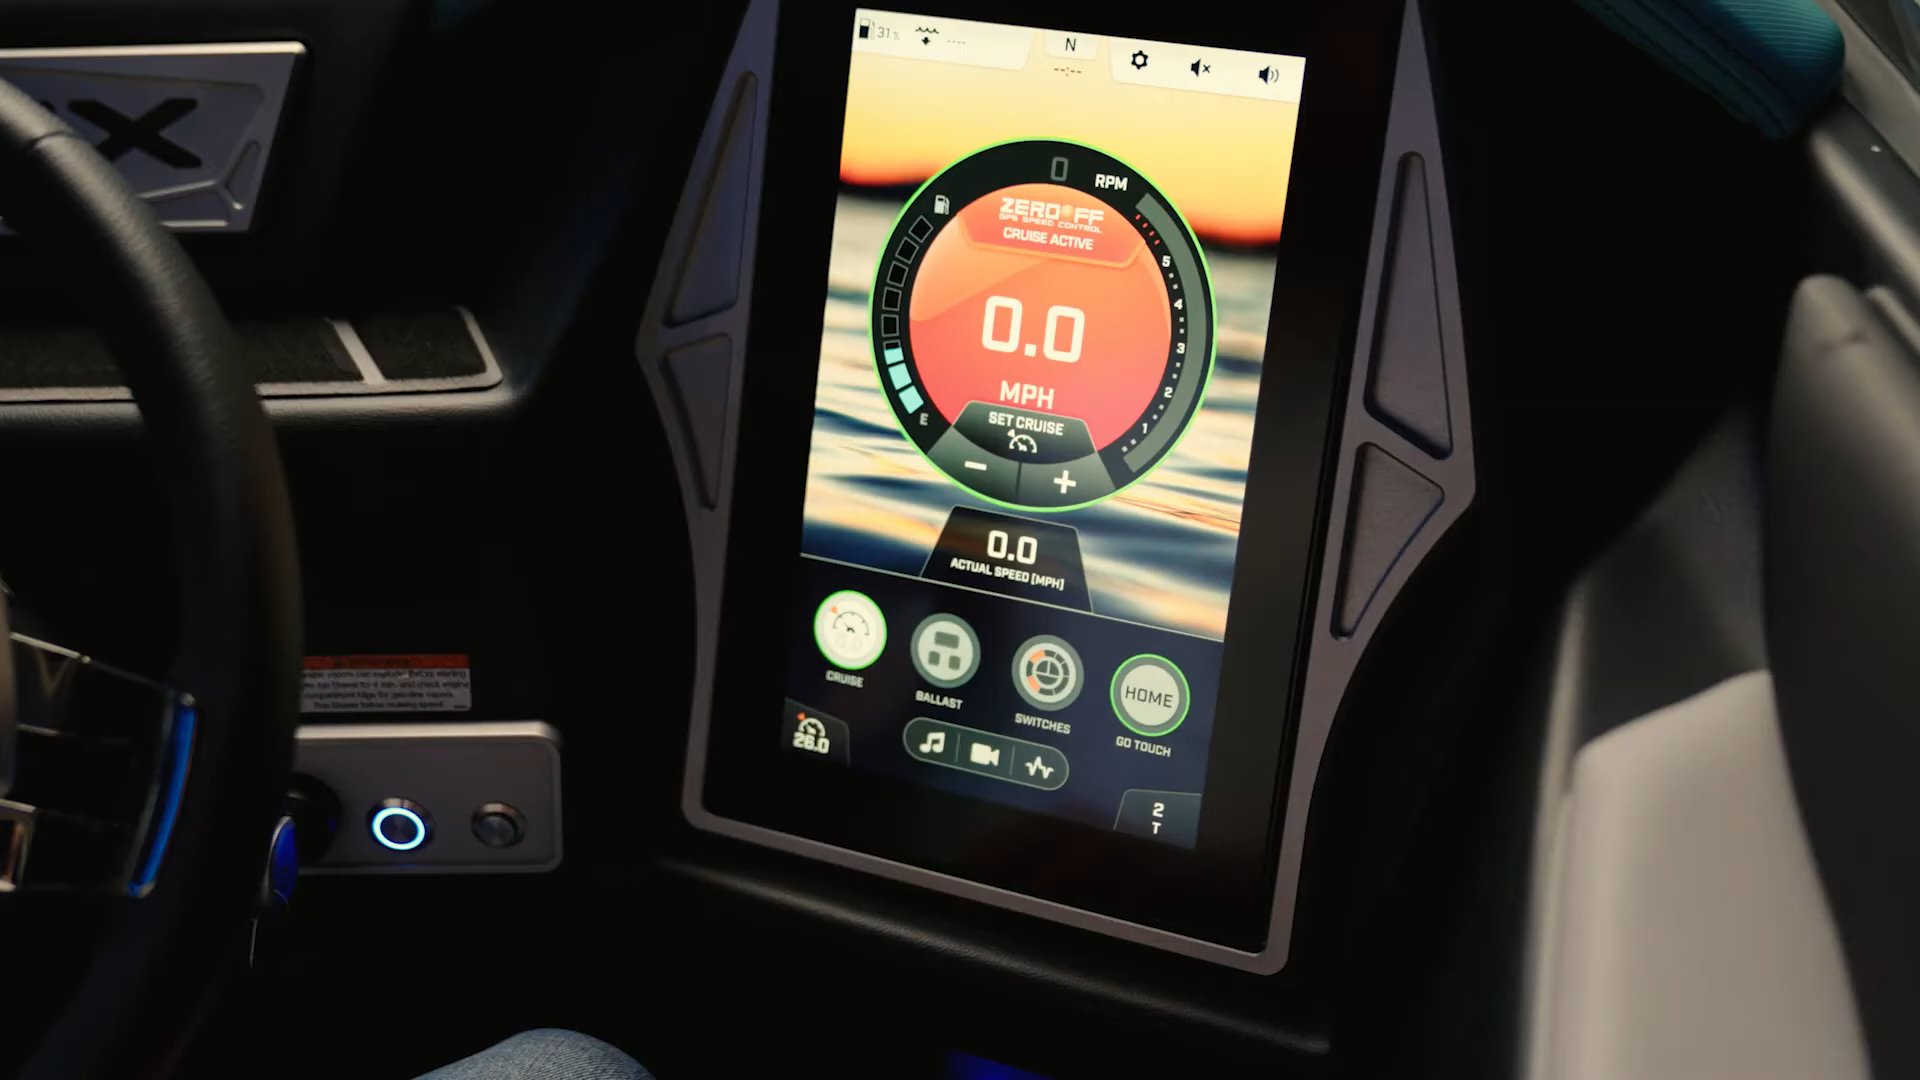 31%
----
N
0
RPM
ZERO OFF
GPS SPEED CONTROL
CRUISE ACTIVE
5
4
3
2
1
0.0
MPH
E
SET CRUISE
−
+
0.0
ACTUAL SPEED [MPH]
CRUISE
BALLAST
SWITCHES
HOME
GO TOUCH
26.0
2
T
X